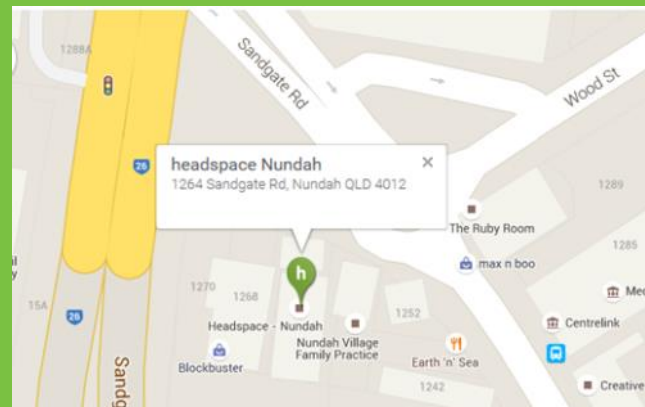 1288A
Sandgate Rd
Wood St
26
headspace Nundah
×
1264 Sandgate Rd, Nundah QLD 4012
1289
The Ruby Room
max n boo
1285
h
1270
1268
15A
26
1252
Headspace - Nundah
Nundah Village
Family Practice
Centrelink
Blockbuster
Earth 'n' Sea
1242
Creative
Sandg